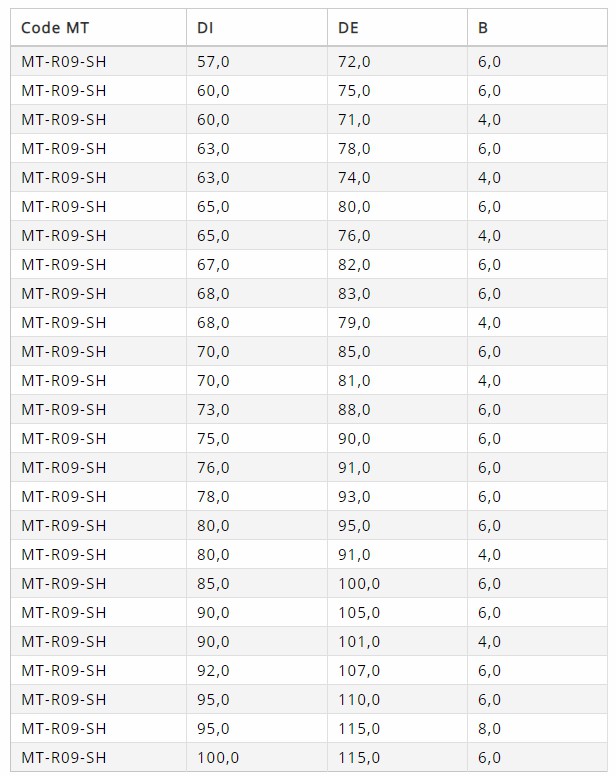 Code MT DI DE B
MT-R09-SH 57,0 72,0 6,0
MT-R09-SH 60,0 75,0 6,0
MT-R09-SH 60,0 71,0 4,0
MT-R09-SH 63,0 78,0 6,0
MT-R09-SH 63,0 74,0 4,0
MT-R09-SH 65,0 80,0 6,0
MT-R09-SH 65,0 76,0 4,0
MT-R09-SH 67,0 82,0 6,0
MT-R09-SH 68,0 83,0 6,0
MT-R09-SH 68,0 79,0 4,0
MT-R09-SH 70,0 85,0 6,0
MT-R09-SH 70,0 81,0 4,0
MT-R09-SH 73,0 88,0 6,0
MT-R09-SH 75,0 90,0 6,0
MT-R09-SH 76,0 91,0 6,0
MT-R09-SH 78,0 93,0 6,0
MT-R09-SH 80,0 95,0 6,0
MT-R09-SH 80,0 91,0 4,0
MT-R09-SH 85,0 100,0 6,0
MT-R09-SH 90,0 105,0 6,0
MT-R09-SH 90,0 101,0 4,0
MT-R09-SH 92,0 107,0 6,0
MT-R09-SH 95,0 110,0 6,0
MT-R09-SH 95,0 115,0 8,0
MT-R09-SH 100,0 115,0 6,0